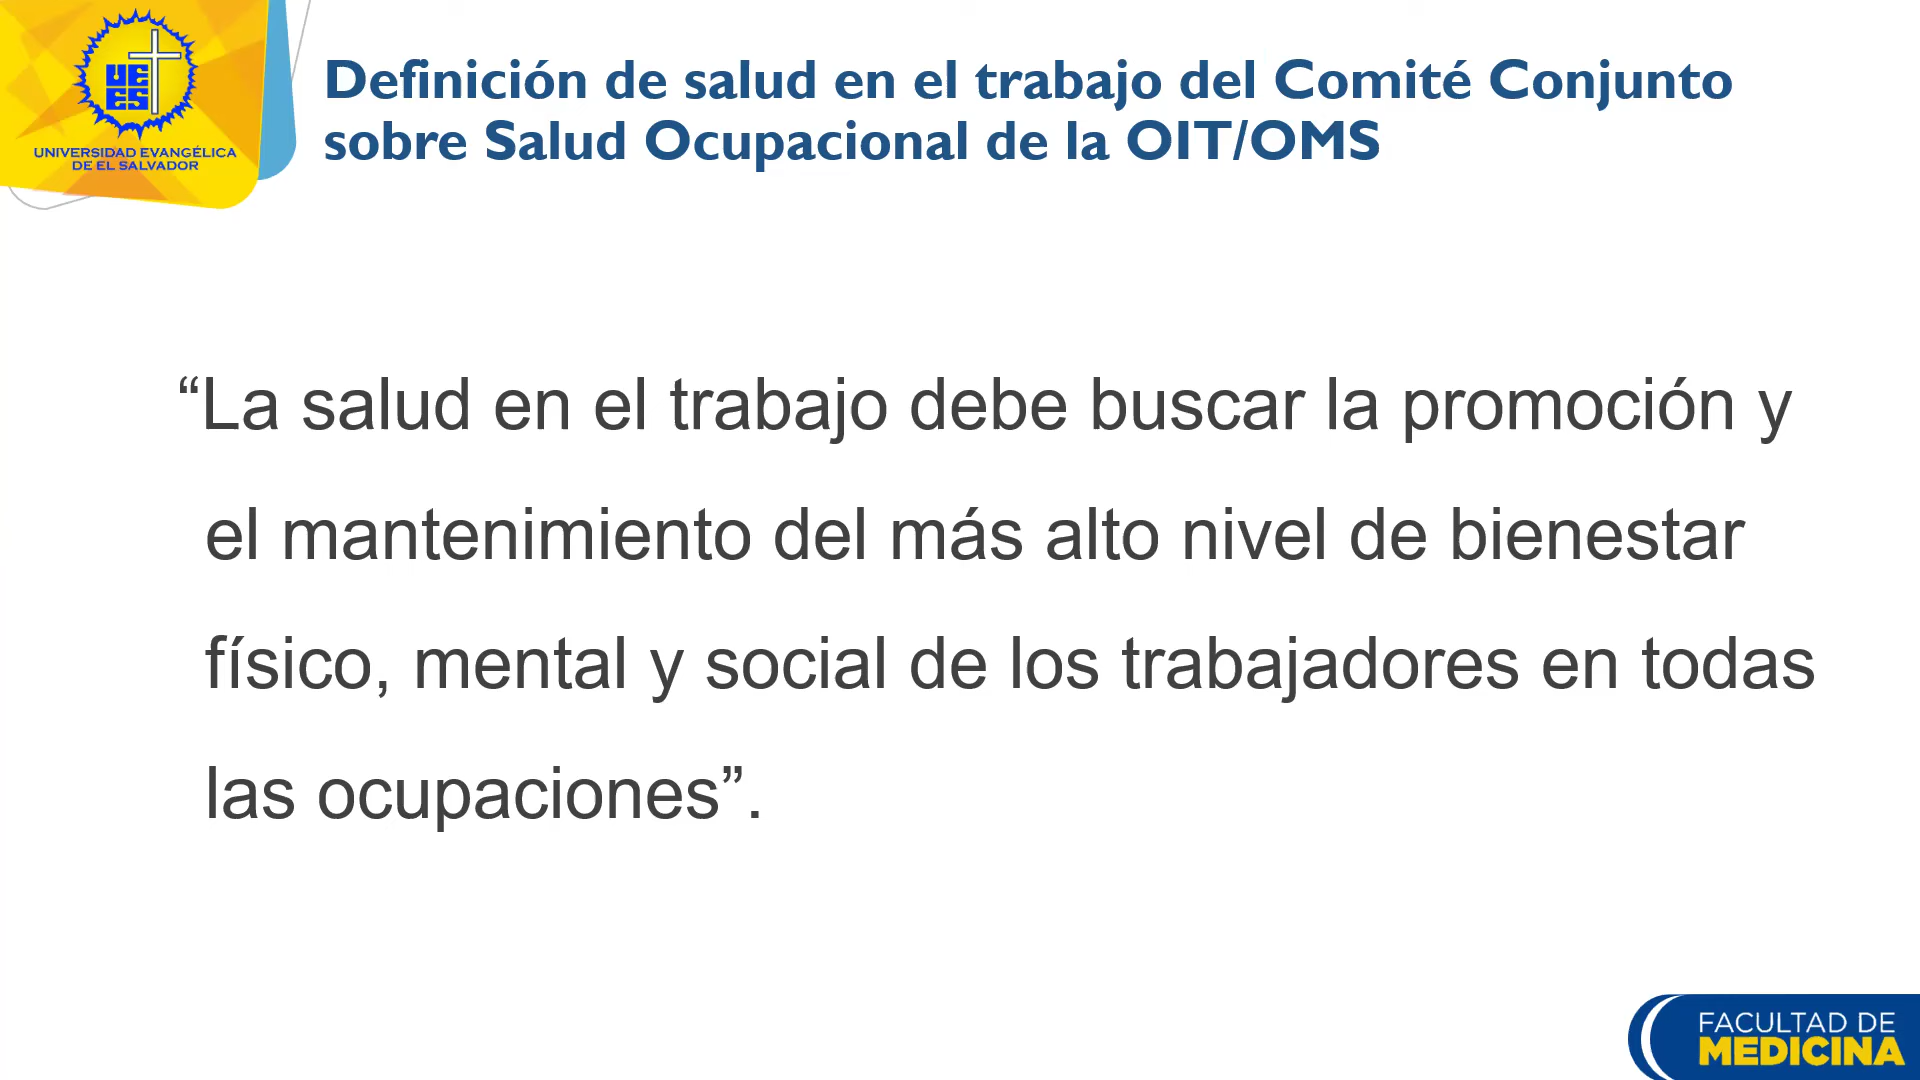 UE
ES
UNIVERSIDAD EVANGÉLICA
DE EL SALVADOR
Definición de salud en el trabajo del Comité Conjunto
sobre Salud Ocupacional de la OIT/OMS
“La salud en el trabajo debe buscar la promoción y
el mantenimiento del más alto nivel de bienestar
físico, mental y social de los trabajadores en todas
las ocupaciones”.
FACULTAD DE
MEDICINA